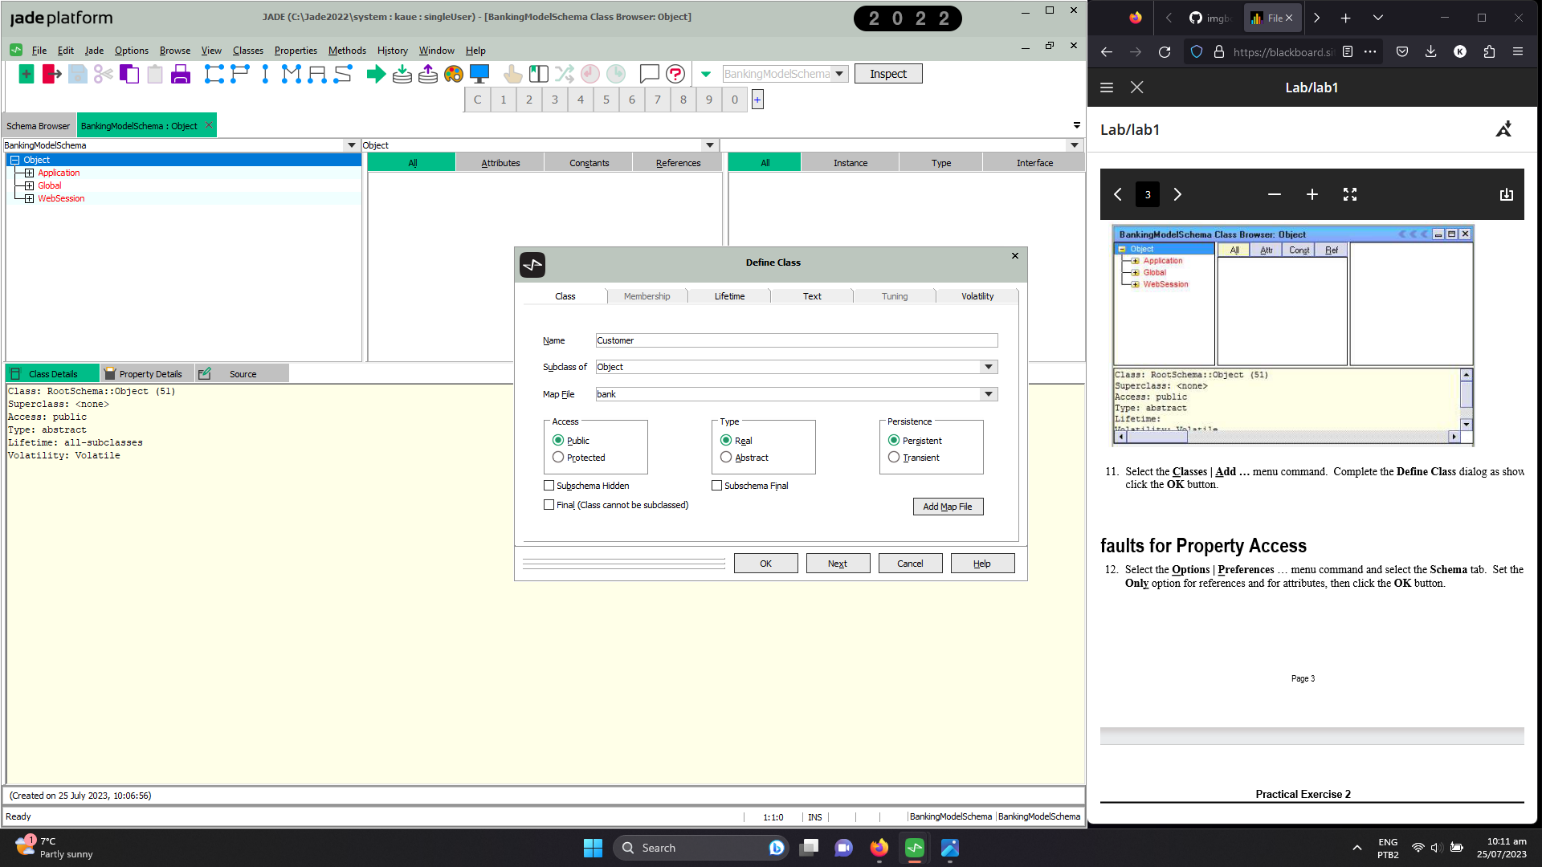 jadeplatform
JADE (C:\Jade2022\system : kaue : singleUser) - [BankingModelSchema Class Browser: Object]
2 0 2 2
File Edit Jade Options Browse View Classes Properties Methods History Window Help
BankingModelSchema
Inspect
C 1 2 3 4 5 6 7 8 9 0 +
Schema Browser
BankingModelSchema : Object
BankingModelSchema
Object
Object
Application
Global
WebSession
All Attributes Constants References
All Instance Type Interface
Class Details Property Details Source
Class: RootSchema::Object (51)
Superclass: <none>
Access: public
Type: abstract
Lifetime: all-subclasses
Volatility: Volatile
Define Class
Class Membership Lifetime Text Tuning Volatility
Name Customer
Subclass of Object
Map File bank
Access
Public
Protected
Type
Real
Abstract
Persistence
Persistent
Transient
Subschema Hidden
Subschema Final
Final (Class cannot be subclassed)
Add Map File
OK Next Cancel Help
(Created on 25 July 2023, 10:06:56)
Ready
1:1:0
INS
BankingModelSchema BankingModelSchema
imgb
File
https://blackboard.si
K
Lab/lab1
Lab/lab1
3
BankingModelSchema Class Browser: Object
Object
Application
Global
WebSession
All Attr Const Ref
Class: RootSchema::Object (51)
Superclass: <none>
Access: public
Type: abstract
Lifetime:
Volatility: Volatile
11. Select the Classes | Add … menu command. Complete the Define Class dialog as show
click the OK button.
faults for Property Access
12. Select the Options | Preferences … menu command and select the Schema tab. Set the
Only option for references and for attributes, then click the OK button.
Page 3
Practical Exercise 2
1
7°C
Partly sunny
Search
ENG
PTB2
10:11 am
25/07/2023